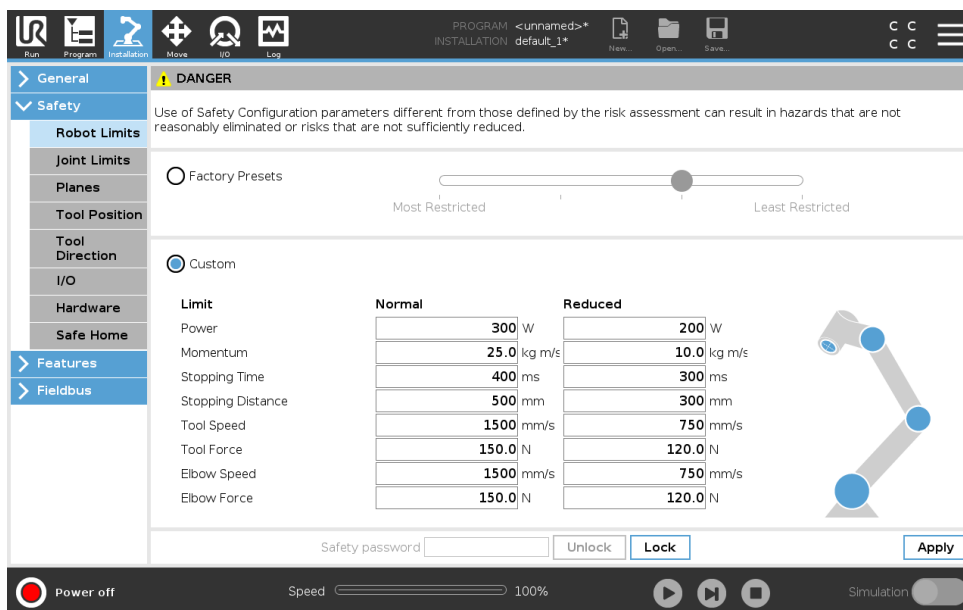 UR
PROGRAM <unnamed>*
INSTALLATION default_1*
C C
C C
Run Program Installation Move I/O Log New... Open... Save...
General
Safety
Robot Limits
Joint Limits
Planes
Tool Position
Tool
Direction
I/O
Hardware
Safe Home
Features
Fieldbus
DANGER
Use of Safety Configuration parameters different from those defined by the risk assessment can result in hazards that are not
reasonably eliminated or risks that are not sufficiently reduced.
Factory Presets
Most Restricted Least Restricted
Custom
Limit Normal Reduced
Power 300 W 200 W
Momentum 25.0 kg m/s 10.0 kg m/s
Stopping Time 400 ms 300 ms
Stopping Distance 500 mm 300 mm
Tool Speed 1500 mm/s 750 mm/s
Tool Force 150.0 N 120.0 N
Elbow Speed 1500 mm/s 750 mm/s
Elbow Force 150.0 N 120.0 N
Safety password Unlock Lock Apply
Power off Speed 100% Simulation